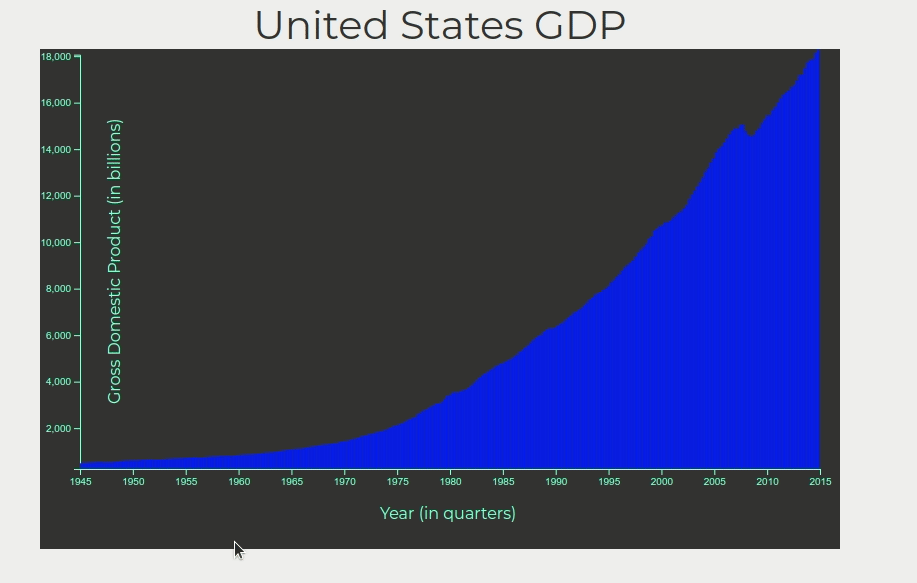 United States GDP
18,000
16,000
14,000
12,000
10,000
8,000
6,000
4,000
2,000
Gross Domestic Product (in billions)
1945 1950 1955 1960 1965 1970 1975 1980 1985 1990 1995 2000 2005 2010 2015
Year (in quarters)